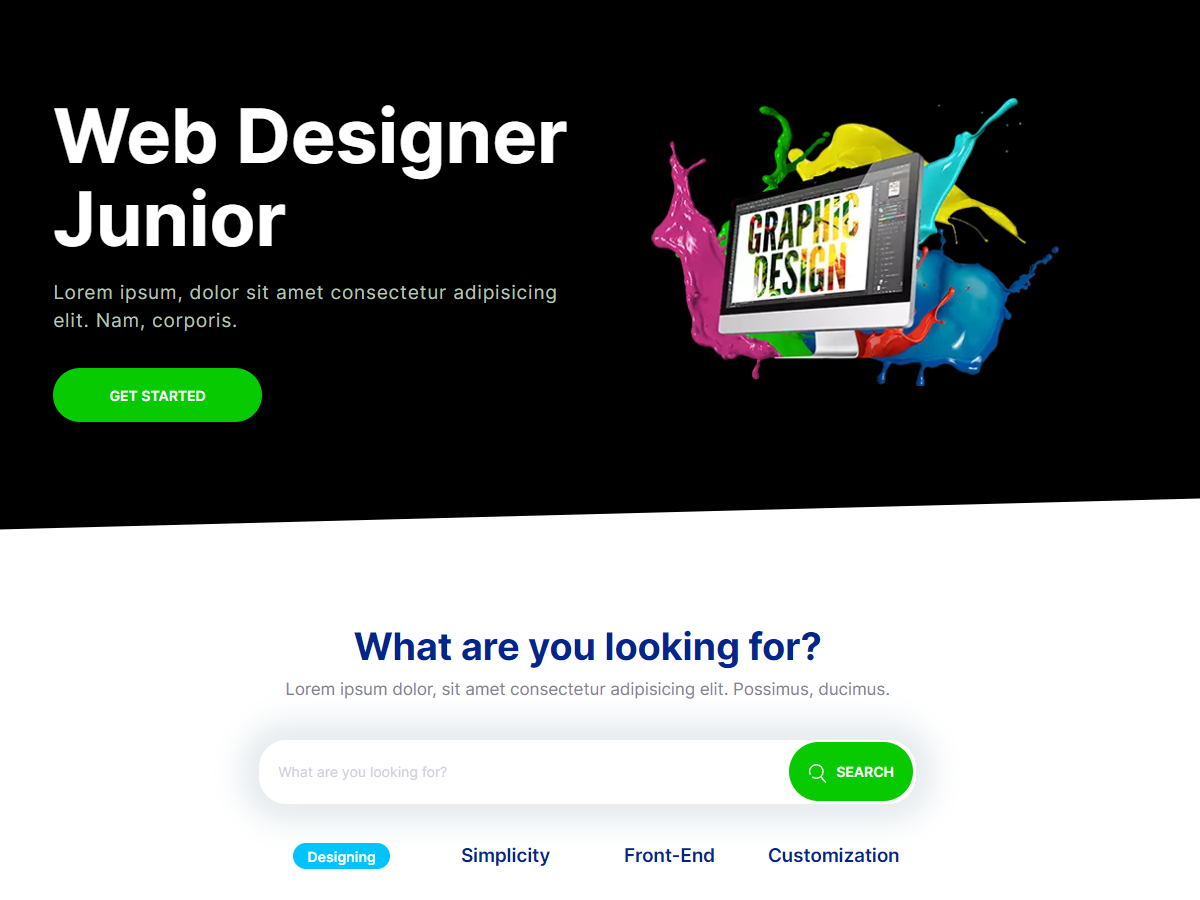 Web Designer
Junior
Lorem ipsum, dolor sit amet consectetur adipisicing
elit. Nam, corporis.
GET STARTED
GRAPHIC
DESIGN
What are you looking for?
Lorem ipsum dolor, sit amet consectetur adipisicing elit. Possimus, ducimus.
What are you looking for?
SEARCH
Designing
Simplicity
Front-End
Customization